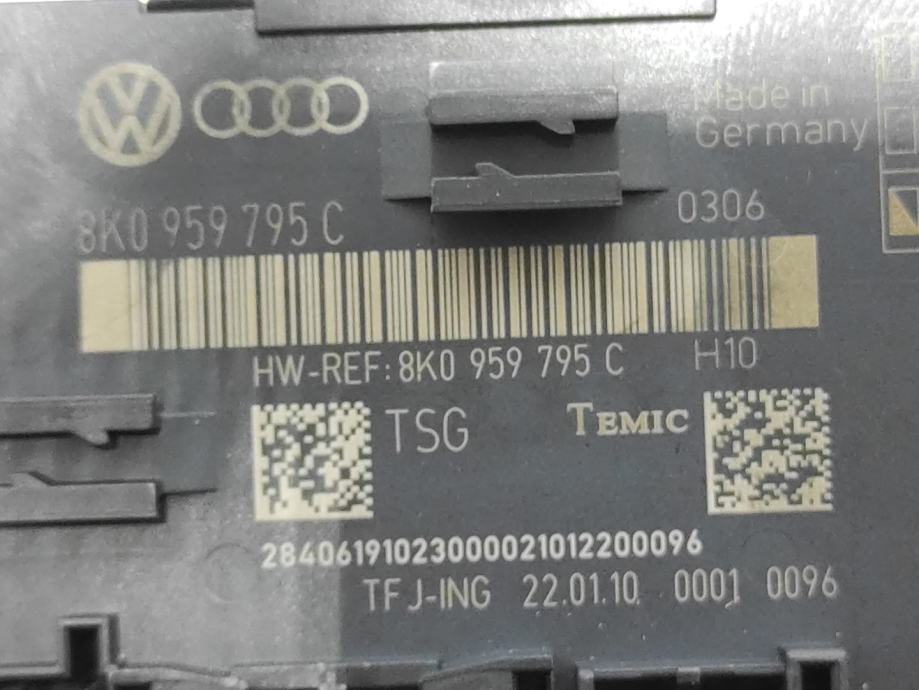 Made in
Germany
8K0 959 795 C
0306
HW-REF: 8K0 959 795 C H10
TSG
TEMIC
28406191023000021012200096
TFJ-ING 22.01.10 0001 0096